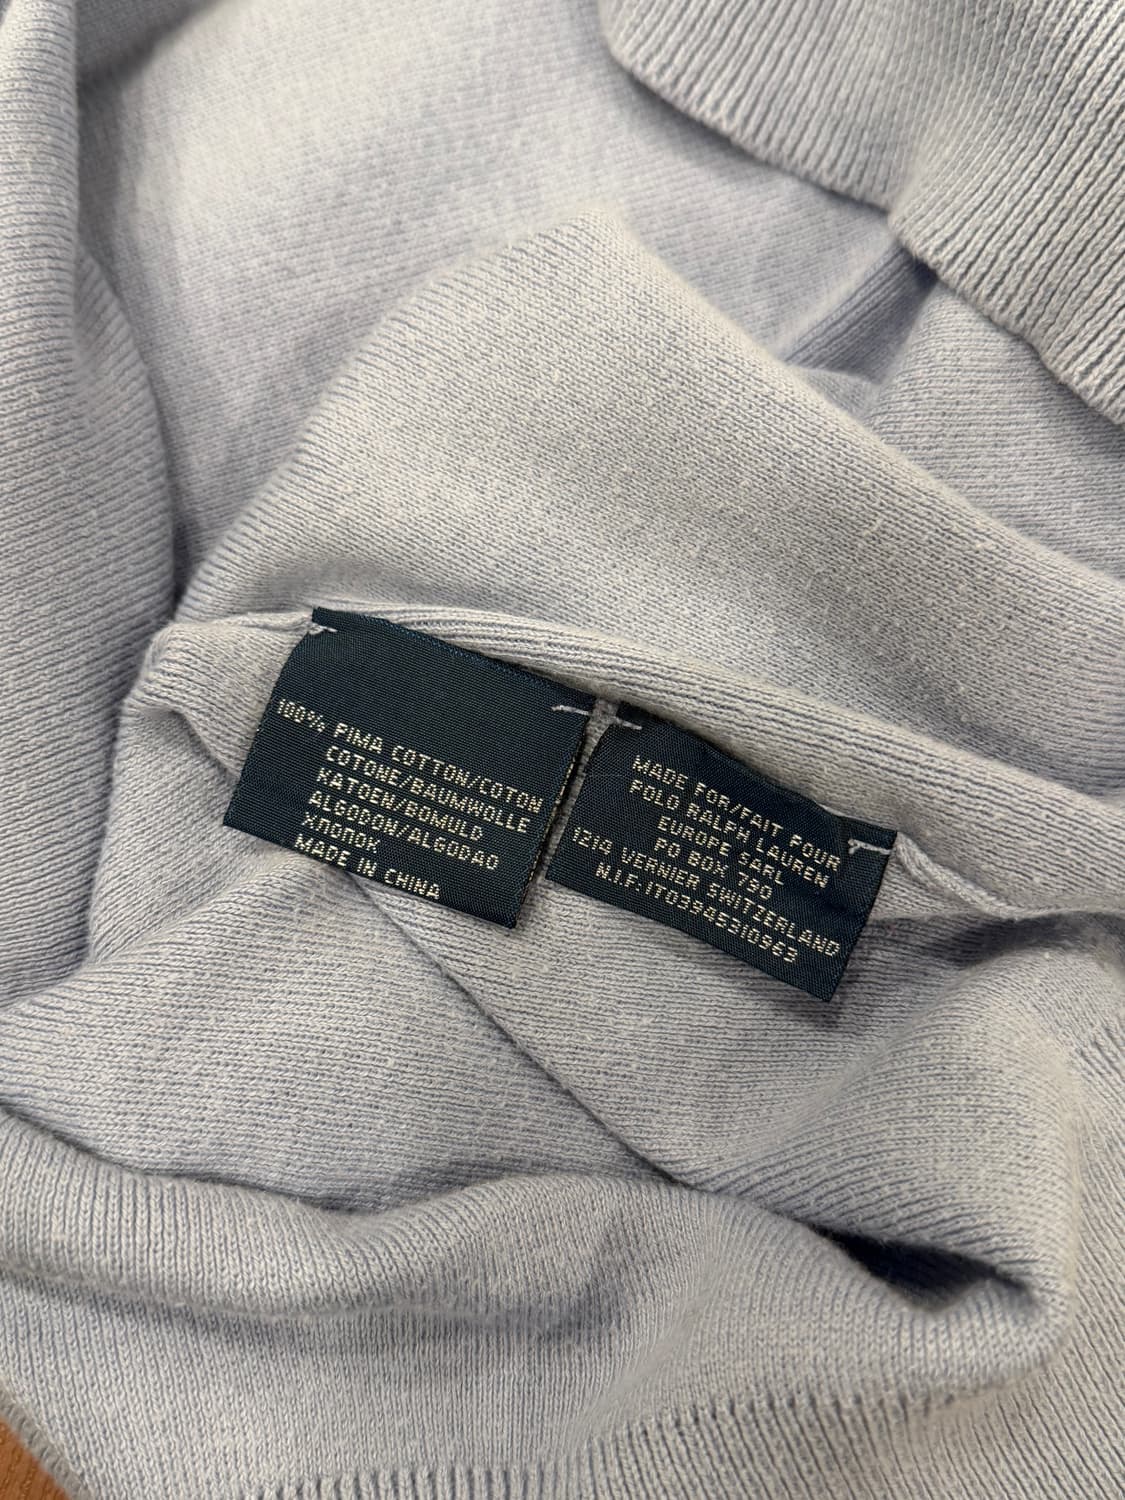 100% PIMA COTTON/COTON
COTONE/BAUMWOLLE
KATOEN/BOMULD
ALGODON/ALGODAO
ХЛОПОК
MADE IN CHINA
MADE FOR/FAIT POUR
POLO RALPH LAUREN
EUROPE SARL
PO BOX 790
1214 VERNIER SWITZERLAND
N.I.F:IT03945310963